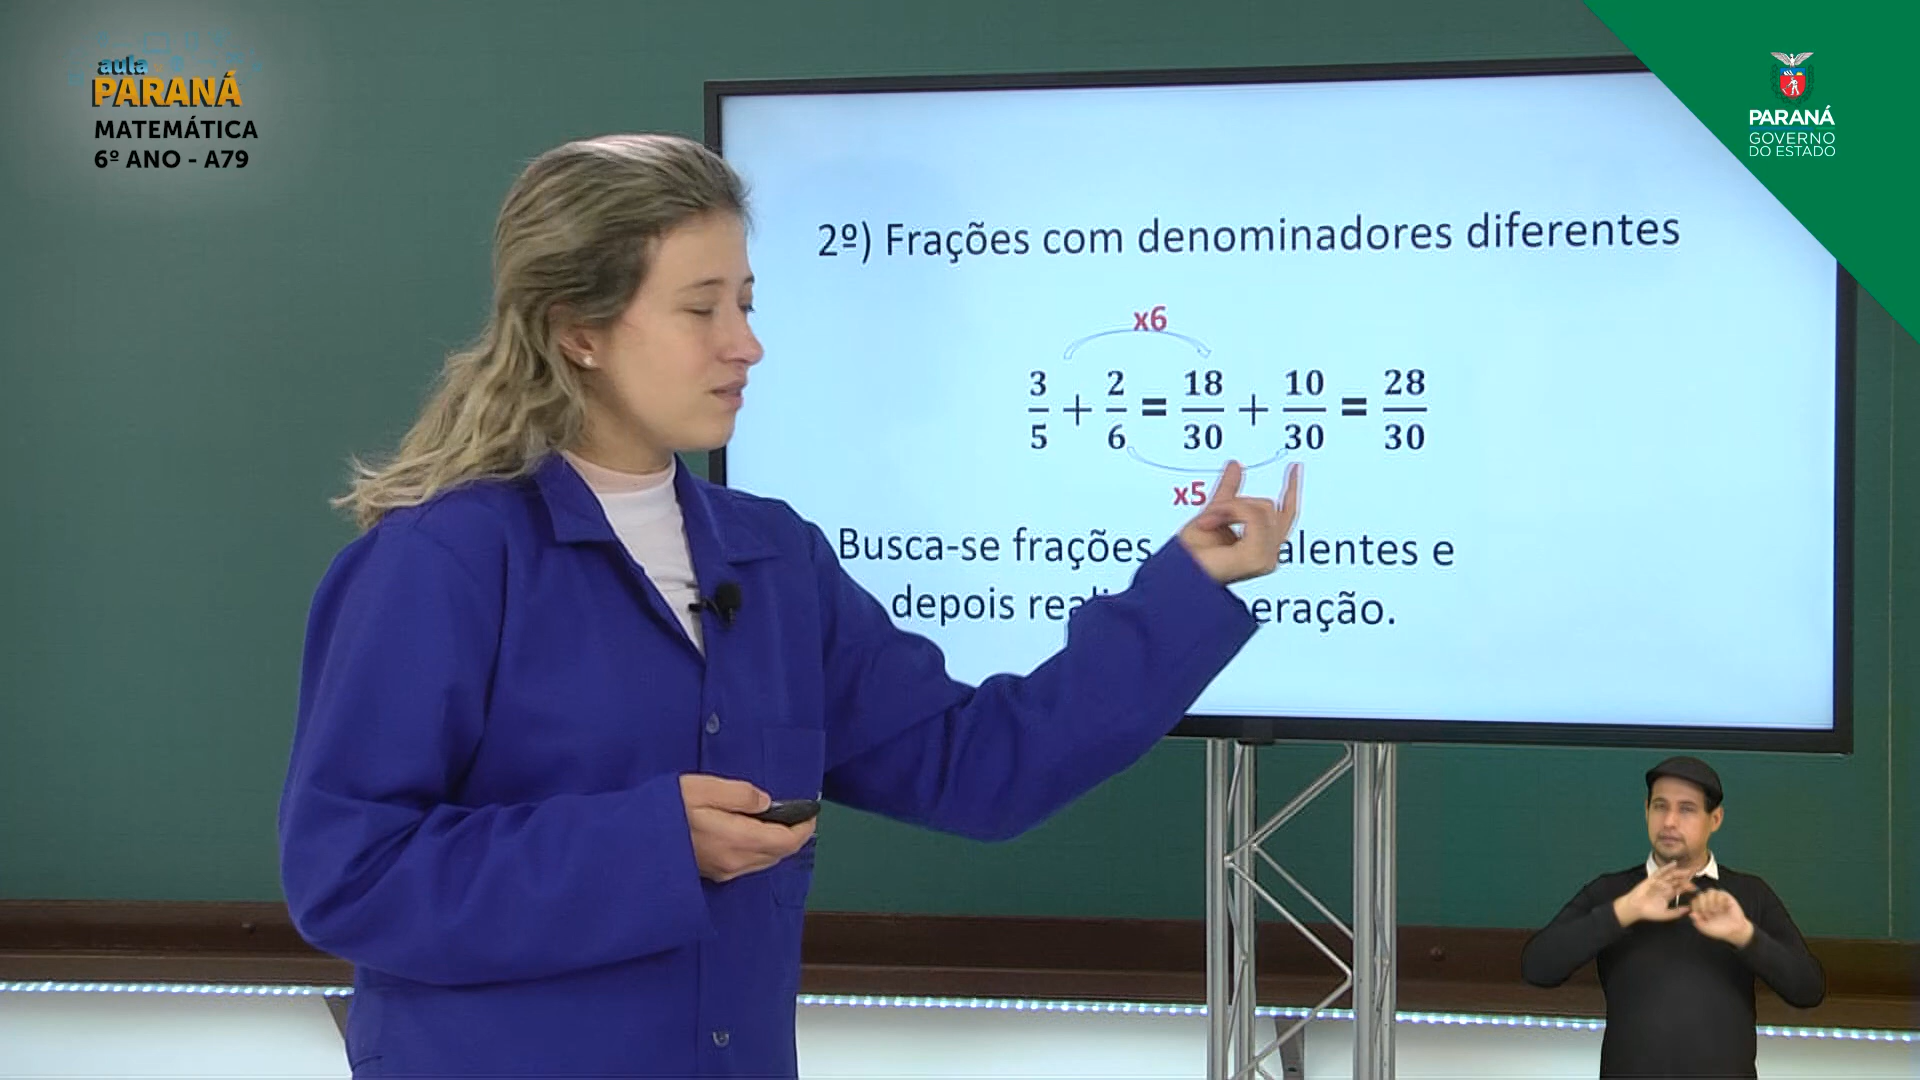 aula
PARANÁ
MATEMÁTICA
6º ANO - A79
PARANÁ
GOVERNO
DO ESTADO
2º) Frações com denominadores diferentes
x6
3/5 + 2/6 = 18/30 + 10/30 = 28/30
x5
Busca-se frações alentes e
depois eração.